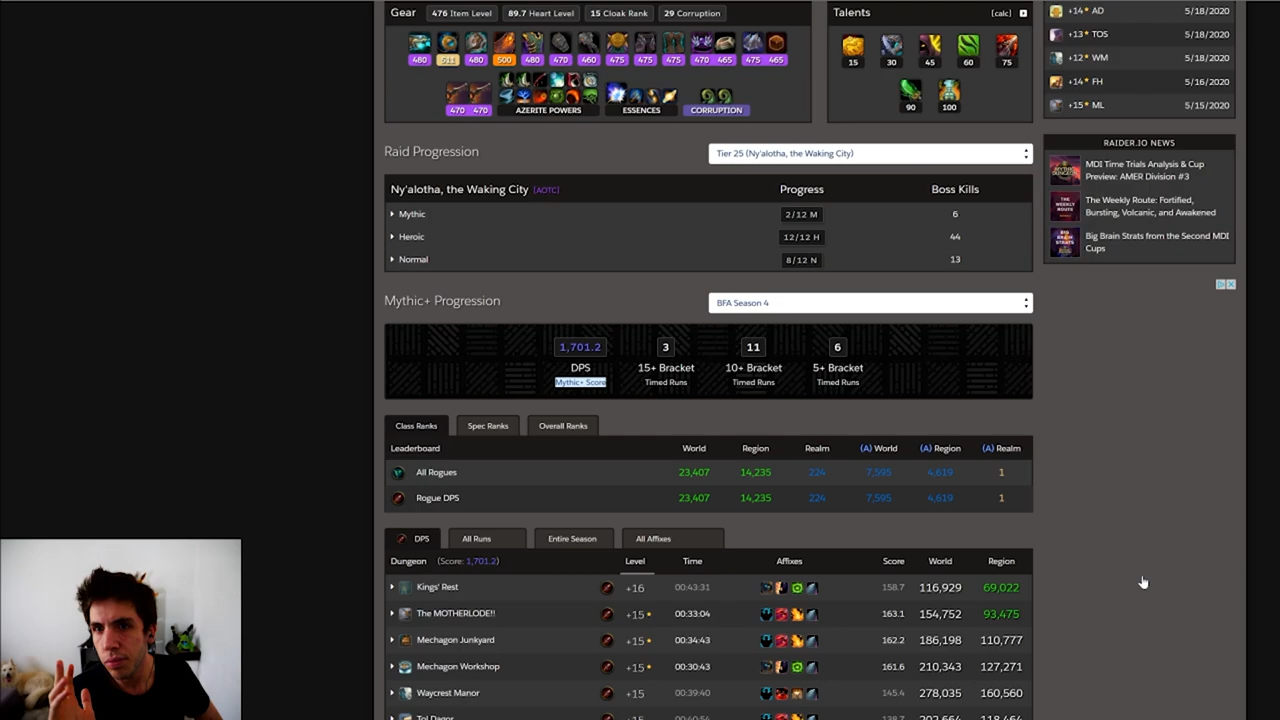 Gear 476 Item Level 89.7 Heart Level 15 Cloak Rank 29 Corruption
480 511 480 500 480 470 460 475 475 475 470 465 475 465
470 470 AZERITE POWERS ESSENCES CORRUPTION
Talents (calc)
15 30 45 60 75
90 100
+14 AD 5/18/2020
+13 TOS 5/18/2020
+12 WM 5/18/2020
+14 FH 5/16/2020
+15 ML 5/15/2020
RAIDER.IO NEWS
MDI Time Trials Analysis & Cup
Preview: AMER Division #3
The Weekly Route: Fortified,
Bursting, Volcanic, and Awakened
Big Brain Strats from the Second MDI
Cups
Raid Progression Tier 25 (Ny'alotha, the Waking City)
Ny'alotha, the Waking City (AOTC) Progress Boss Kills
Mythic 2/12 M 6
Heroic 12/12 H 44
Normal 8/12 N 13
Mythic+ Progression BFA Season 4
1,701.2 3 11 6
DPS 15+ Bracket 10+ Bracket 5+ Bracket
Mythic+ Score Timed Runs Timed Runs Timed Runs
Class Ranks Spec Ranks Overall Ranks
Leaderboard World Region Realm (A) World (A) Region (A) Realm
All Rogues 23,407 14,235 224 7,595 4,619 1
Rogue DPS 23,407 14,235 224 7,595 4,619 1
DPS All Runs Entire Season All Affixes
Dungeon (Score: 1,701.2) Level Time Affixes Score World Region
Kings' Rest +16 00:43:31 158.7 116,929 69,022
The MOTHERLODE!! +15 00:33:04 163.1 154,752 93,475
Mechagon Junkyard +15 00:34:43 162.2 186,198 110,777
Mechagon Workshop +15 00:30:43 161.6 210,343 127,271
Waycrest Manor +15 00:39:40 145.4 278,035 160,560
Tol Dagor